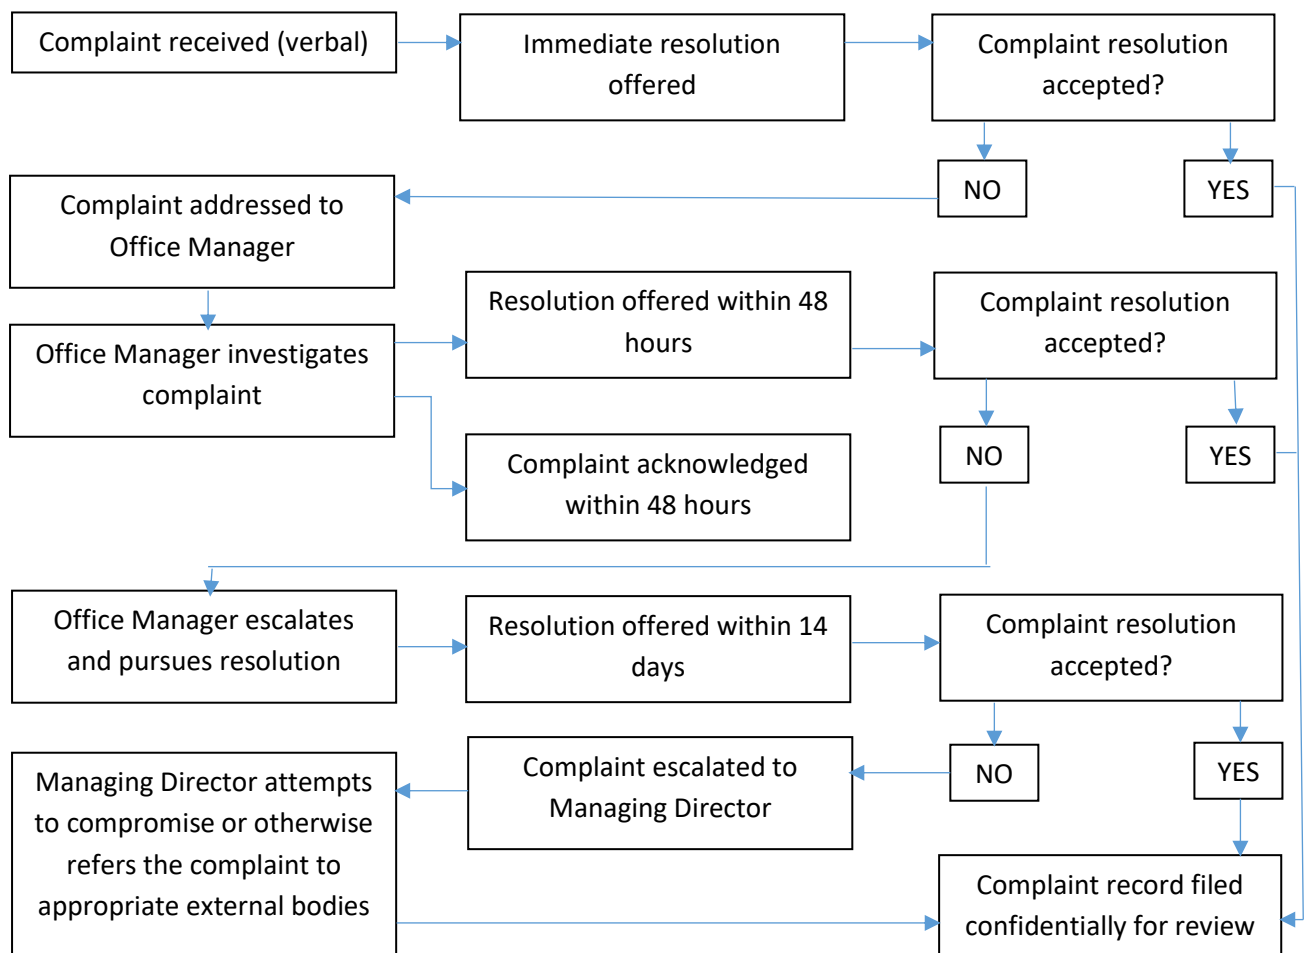 Complaint received (verbal)
Immediate resolution
offered
Complaint resolution
accepted?
NO
YES
Complaint addressed to
Office Manager
Office Manager investigates
complaint
Resolution offered within 48
hours
Complaint resolution
accepted?
Complaint acknowledged
within 48 hours
NO
YES
Office Manager escalates
and pursues resolution
Resolution offered within 14
days
Complaint resolution
accepted?
NO
YES
Complaint escalated to
Managing Director
Managing Director attempts
to compromise or otherwise
refers the complaint to
appropriate external bodies
Complaint record filed
confidentially for review